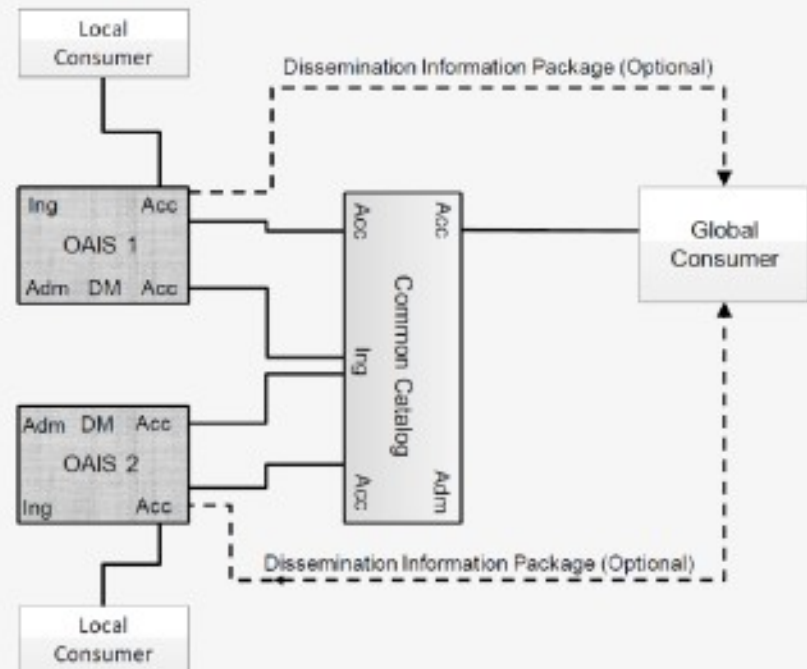 Local
Consumer
Dissemination Information Package (Optional)
Ing Acc
OAIS 1
Adm DM Acc
Acc Acc
Common Catalog
Ing
Acc Adm
Global
Consumer
Adm DM Acc
OAIS 2
Ing Acc
Dissemination Information Package (Optional)
Local
Consumer